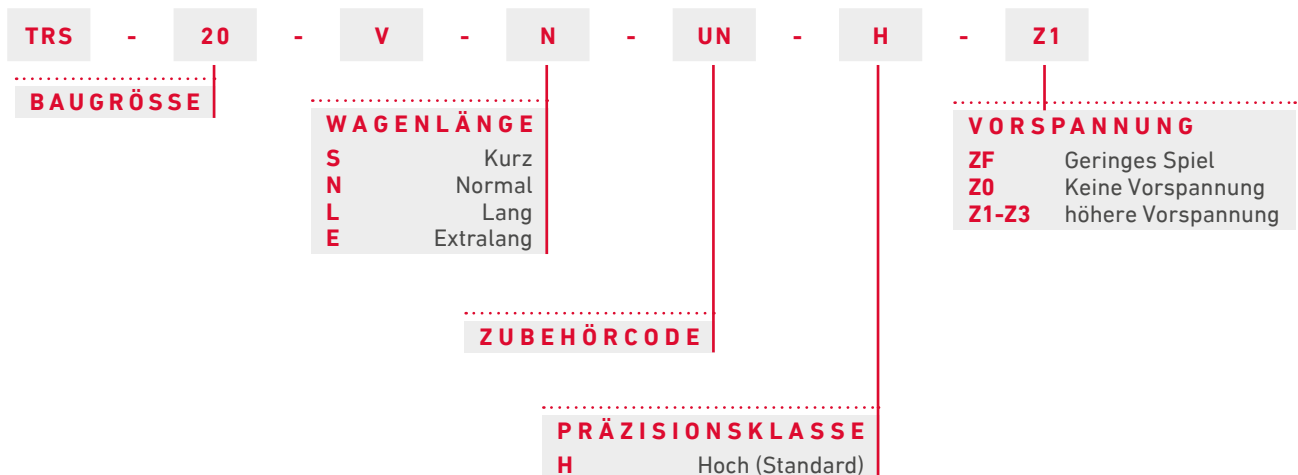 TRS - 20 - V - N - UN - H - Z1
BAUGRÖSSE
WAGENLÄNGE
S Kurz
N Normal
L Lang
E Extralang
VORSPANNUNG
ZF Geringes Spiel
Z0 Keine Vorspannung
Z1-Z3 höhere Vorspannung
ZUBEHÖRCODE
PRÄZISIONSKLASSE
H Hoch (Standard)